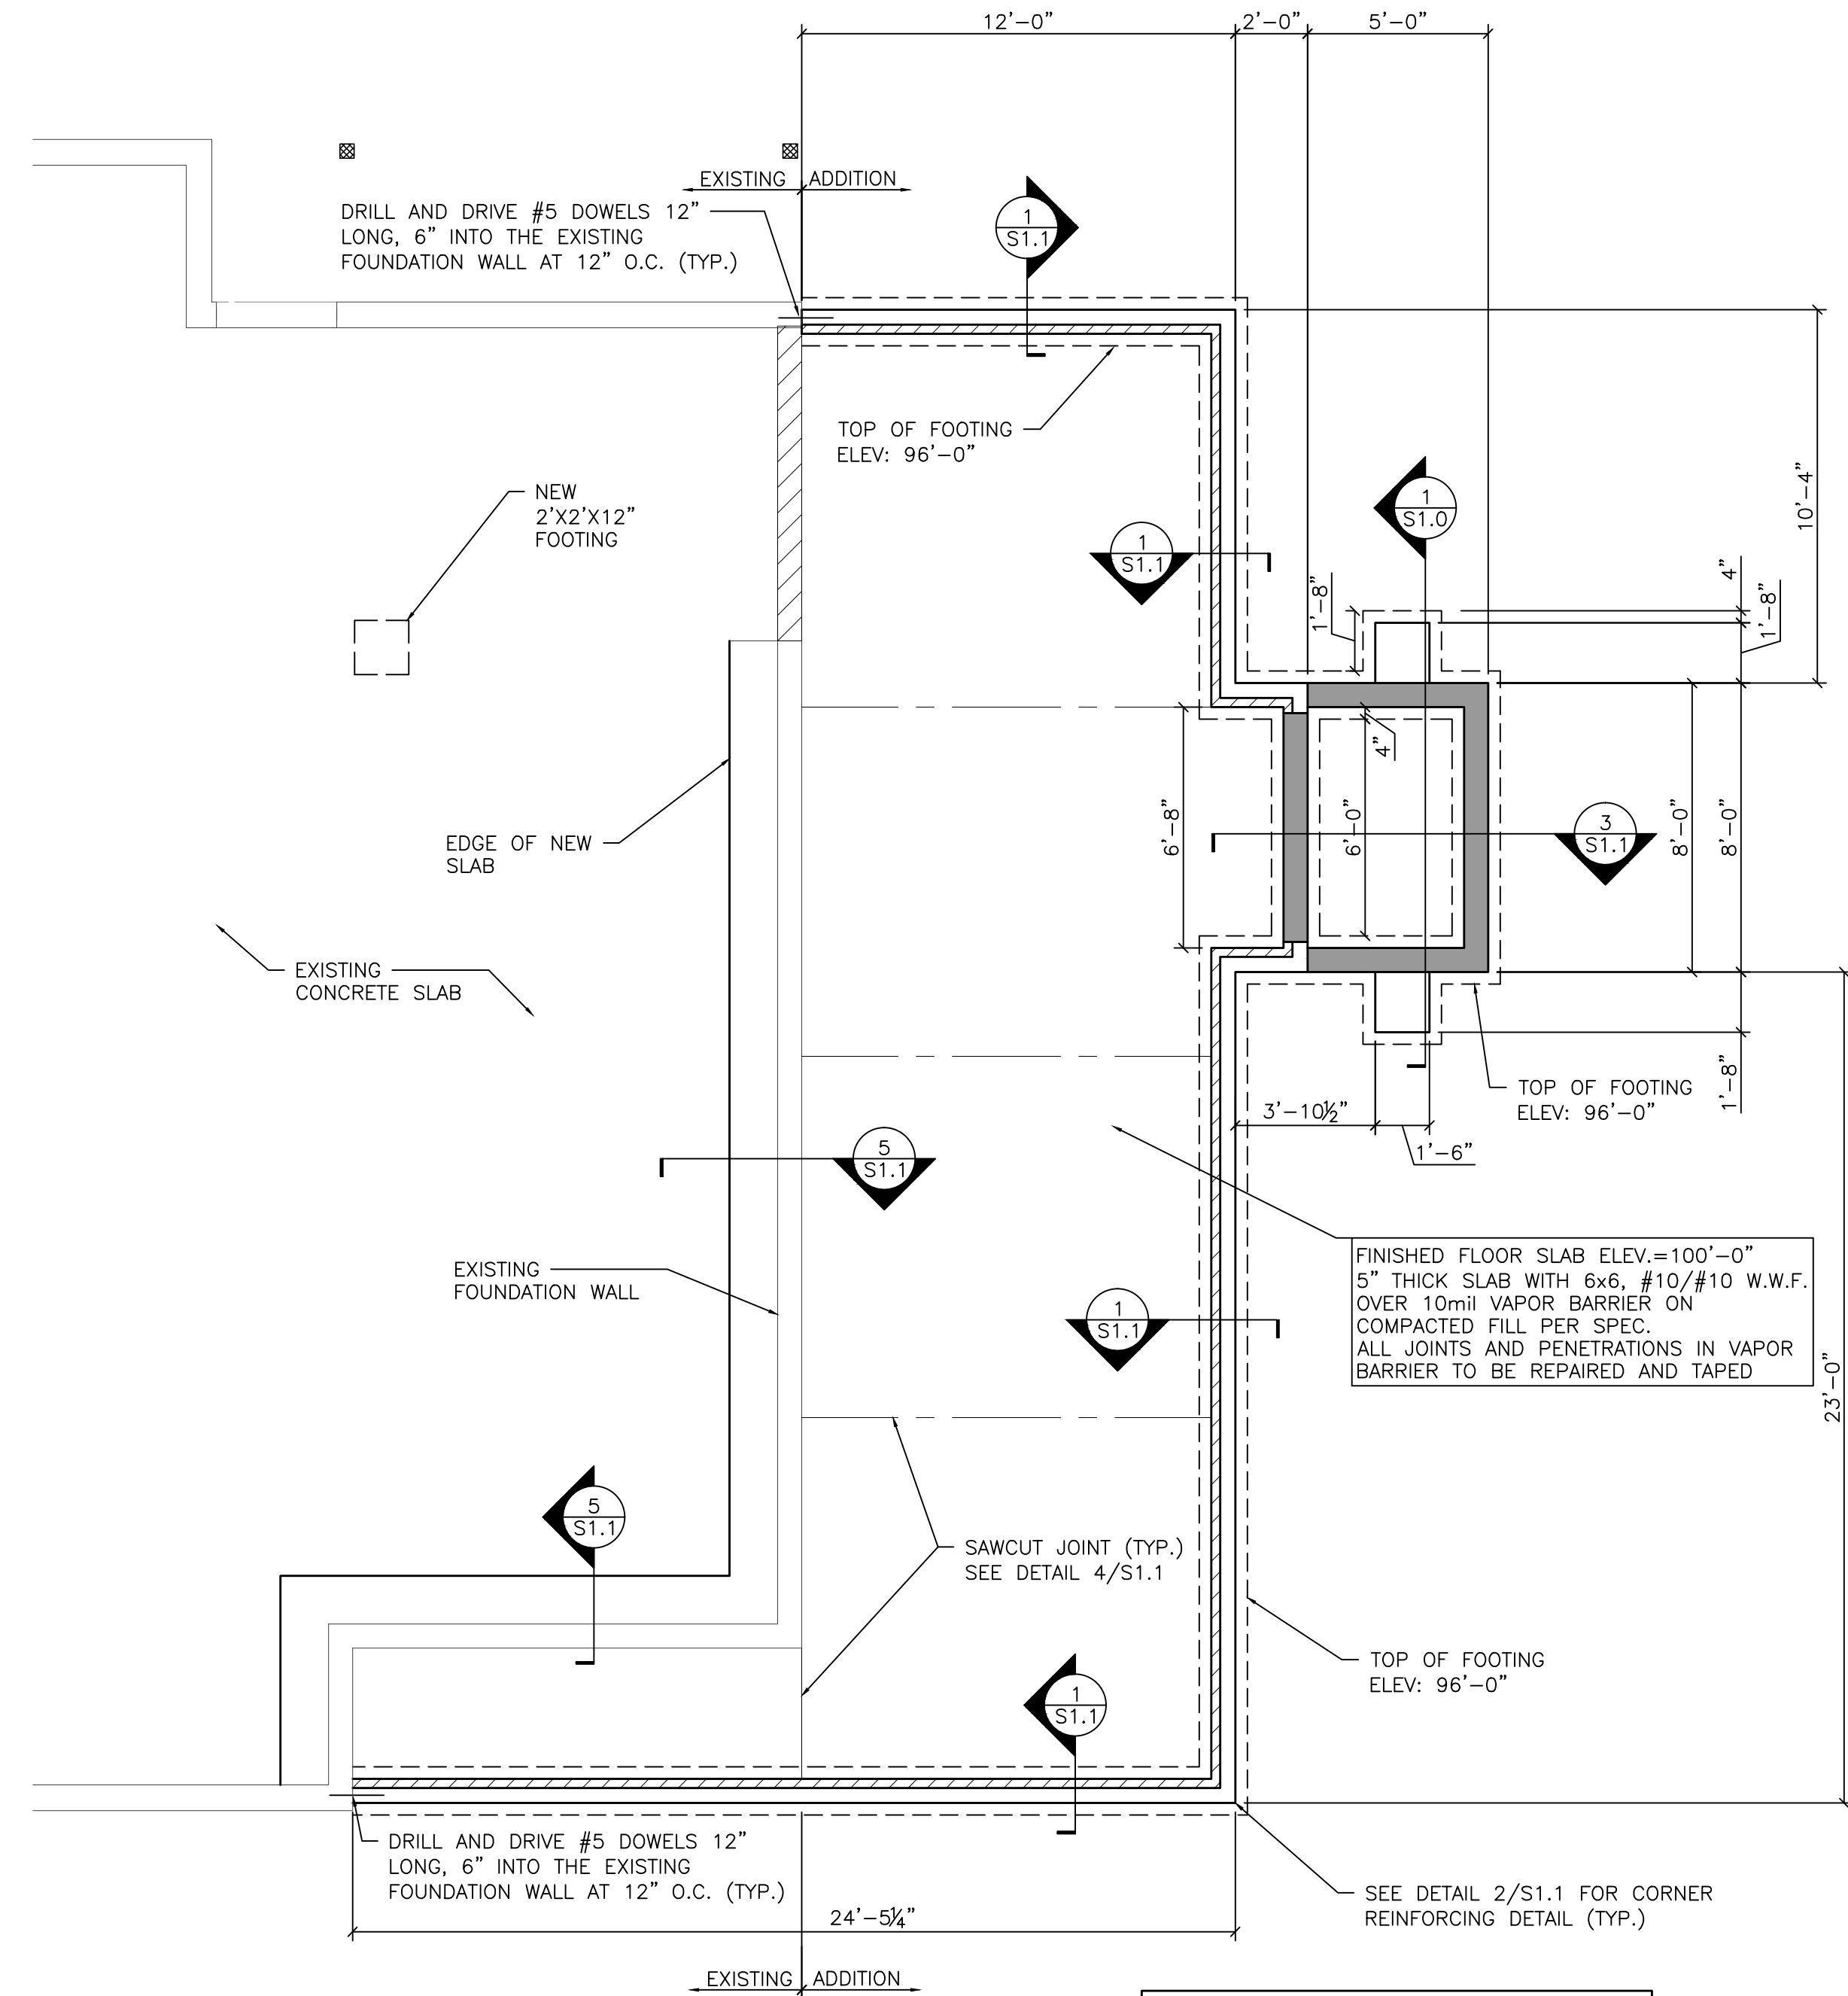 12'-0"
2'-0"
5'-0"
EXISTING
ADDITION
DRILL AND DRIVE #5 DOWELS 12"
LONG, 6" INTO THE EXISTING
FOUNDATION WALL AT 12" O.C. (TYP.)
1
S1.1
TOP OF FOOTING
ELEV: 96'-0"
10'-4"
NEW
2'X2'X12"
FOOTING
1
S1.0
1
S1.1
4"
1'-8"
1'-8"
4"
6'-8"
6'-0"
3
S1.1
8'-0"
8'-0"
EDGE OF NEW
SLAB
EXISTING
CONCRETE SLAB
TOP OF FOOTING
ELEV: 96'-0"
1'-8"
3'-10½"
1'-6"
5
S1.1
FINISHED FLOOR SLAB ELEV.=100'-0"
5" THICK SLAB WITH 6x6, #10/#10 W.W.F.
OVER 10mil VAPOR BARRIER ON
COMPACTED FILL PER SPEC.
ALL JOINTS AND PENETRATIONS IN VAPOR
BARRIER TO BE REPAIRED AND TAPED
EXISTING
FOUNDATION WALL
1
S1.1
23'-0"
5
S1.1
SAWCUT JOINT (TYP.)
SEE DETAIL 4/S1.1
TOP OF FOOTING
ELEV: 96'-0"
1
S1.1
DRILL AND DRIVE #5 DOWELS 12"
LONG, 6" INTO THE EXISTING
FOUNDATION WALL AT 12" O.C. (TYP.)
SEE DETAIL 2/S1.1 FOR CORNER
REINFORCING DETAIL (TYP.)
24'-5¼"
EXISTING
ADDITION